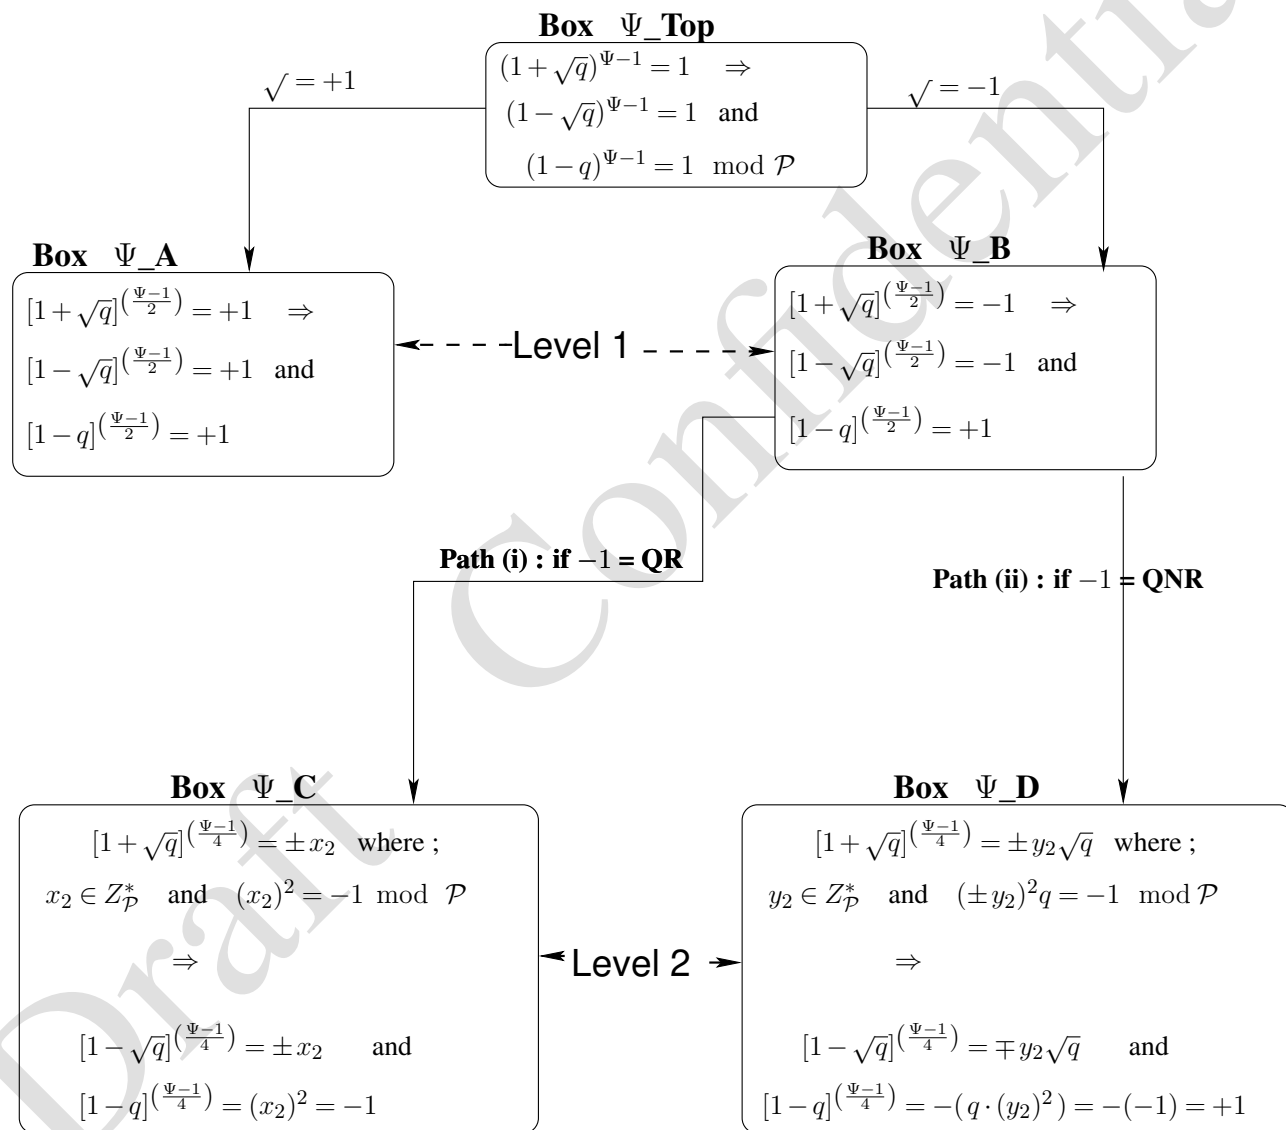 Box Ψ_Top
(1 + √q)^{Ψ−1} = 1 ⇒
(1 − √q)^{Ψ−1} = 1 and
(1 − q)^{Ψ−1} = 1 mod 𝒫
√ = +1
√ = −1
Box Ψ_A
[1 + √q]^{((Ψ−1)/2)} = +1 ⇒
[1 − √q]^{((Ψ−1)/2)} = +1 and
[1 − q]^{((Ψ−1)/2)} = +1
Level 1
Box Ψ_B
[1 + √q]^{((Ψ−1)/2)} = −1 ⇒
[1 − √q]^{((Ψ−1)/2)} = −1 and
[1 − q]^{((Ψ−1)/2)} = +1
Path (i) : if −1 = QR
Path (ii) : if −1 = QNR
Box Ψ_C
[1 + √q]^{((Ψ−1)/4)} = ± x₂ where ;
x₂ ∈ Z*_𝒫 and (x₂)² = −1 mod 𝒫
⇒
[1 − √q]^{((Ψ−1)/4)} = ± x₂ and
[1 − q]^{((Ψ−1)/4)} = (x₂)² = −1
Level 2
Box Ψ_D
[1 + √q]^{((Ψ−1)/4)} = ± y₂√q where ;
y₂ ∈ Z*_𝒫 and (± y₂)² q = −1 mod 𝒫
⇒
[1 − √q]^{((Ψ−1)/4)} = ∓ y₂√q and
[1 − q]^{((Ψ−1)/4)} = −( q · (y₂)² ) = −(−1) = +1
Draft Confidentia